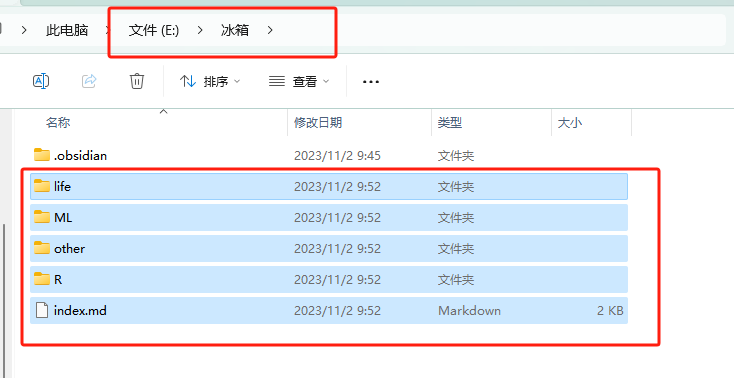 此电脑 > 文件 (E:) > 冰箱 >
排序 查看 ...
名称 修改日期 类型 大小
.obsidian 2023/11/2 9:45 文件夹
life 2023/11/2 9:52 文件夹
ML 2023/11/2 9:52 文件夹
other 2023/11/2 9:52 文件夹
R 2023/11/2 9:52 文件夹
index.md 2023/11/2 9:52 Markdown 2 KB